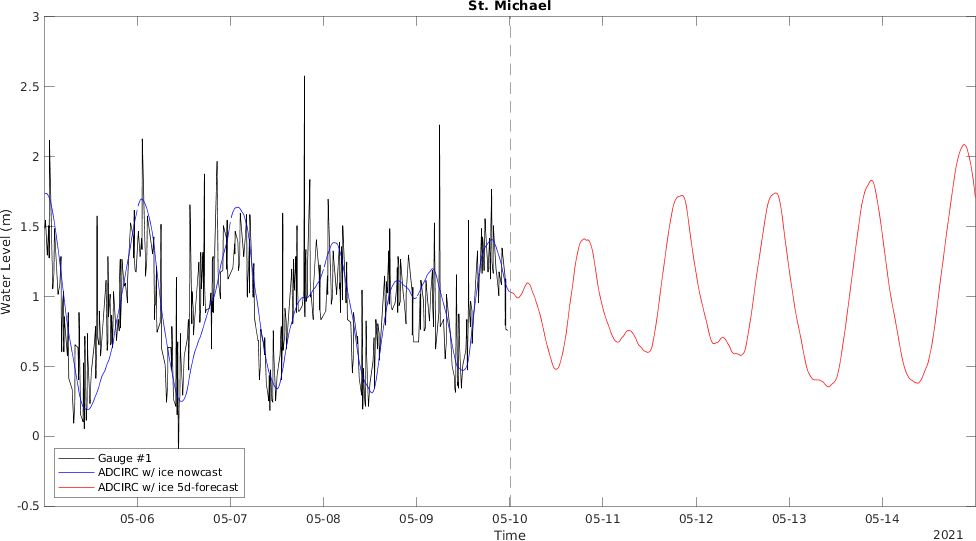 St. Michael
3
2.5
2
1.5
1
0.5
0
-0.5
Water Level (m)
Gauge #1
ADCIRC w/ ice nowcast
ADCIRC w/ ice 5d-forecast
05-06 05-07 05-08 05-09 05-10 05-11 05-12 05-13 05-14
Time
2021